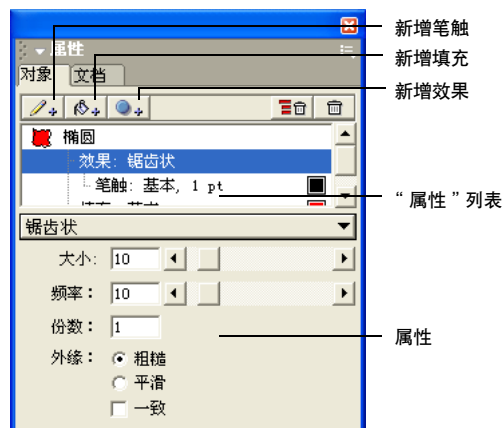 属性
对象 文档
椭圆
效果: 锯齿状
笔触: 基本, 1 pt
锯齿状
大小: 10
频率： 10
份数： 1
外缘： 粗糙
平滑
一致
新增笔触
新增填充
新增效果
“属性”列表
属性